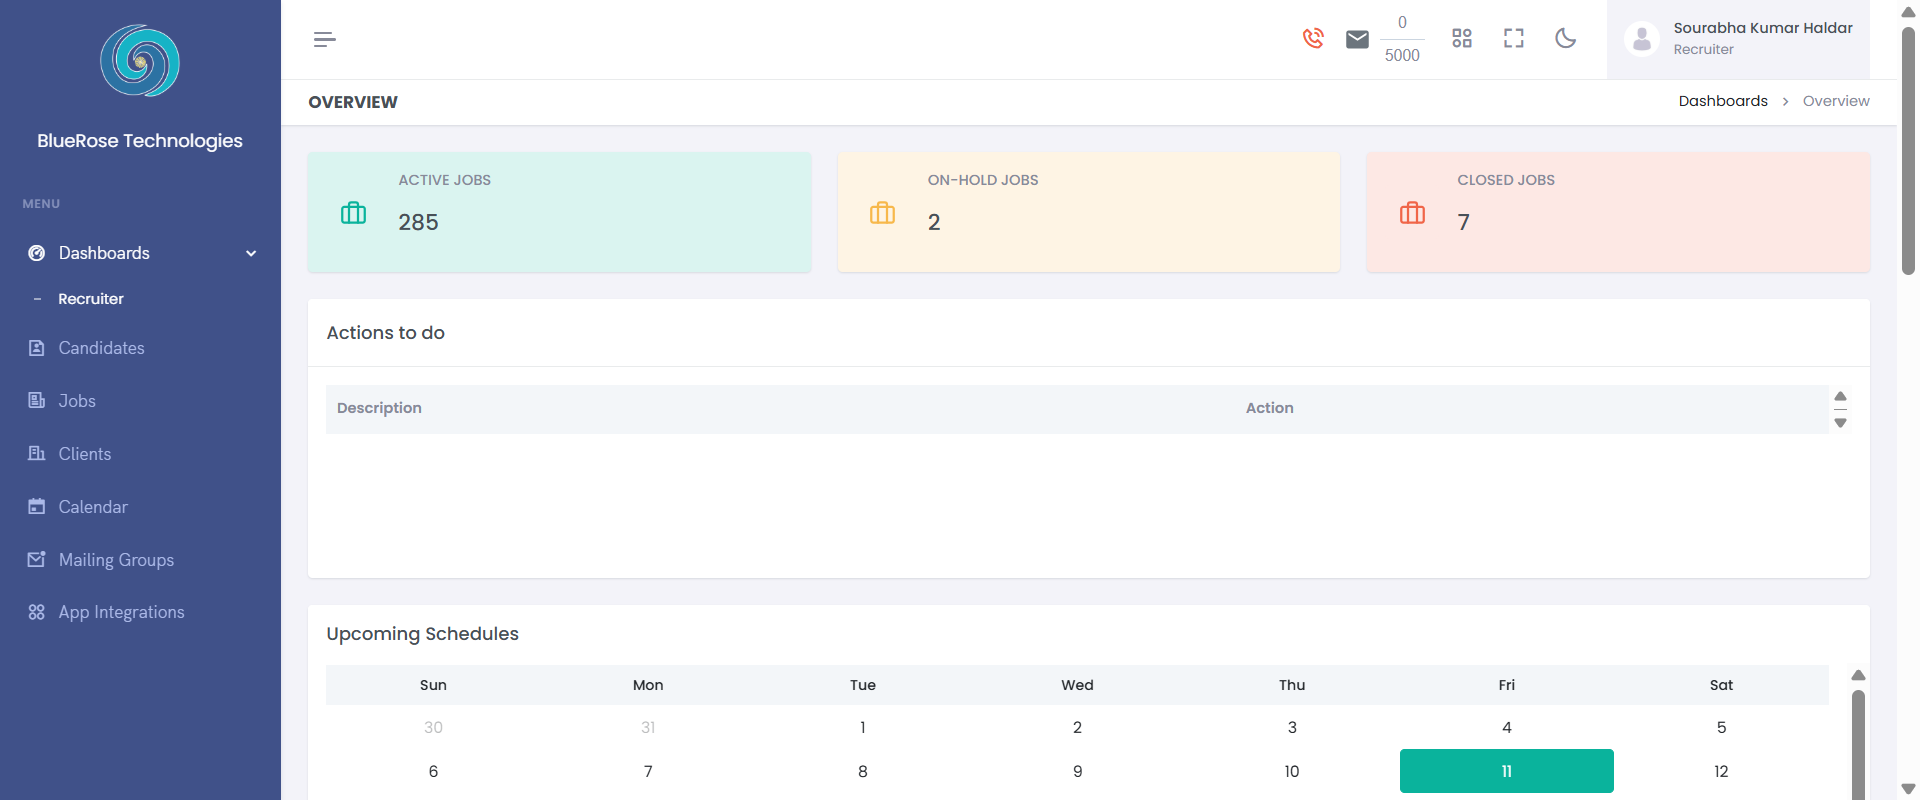 BlueRose Technologies
MENU
Dashboards
Recruiter
Candidates
Jobs
Clients
Calendar
Mailing Groups
App Integrations
0
5000
Sourabha Kumar Haldar
Recruiter
OVERVIEW
Dashboards > Overview
ACTIVE JOBS
285
ON-HOLD JOBS
2
CLOSED JOBS
7
Actions to do
Description Action
Upcoming Schedules
Sun Mon Tue Wed Thu Fri Sat
30 31 1 2 3 4 5
6 7 8 9 10 11 12